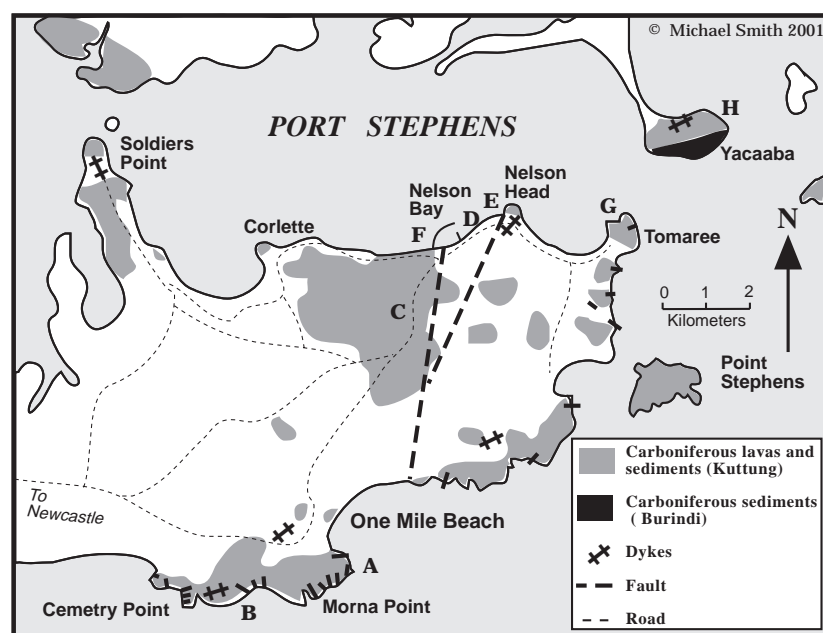 © Michael Smith 2001
PORT STEPHENS
H
Yacaaba
Soldiers
Point
Nelson
Bay
Nelson
Head
E
D
F
G
Corlette
Tomaree
N
0 1 2
Kilometers
C
Point
Stephens
To
Newcastle
One Mile Beach
A
Cemetry Point
B
Morna Point
Carboniferous lavas and
sediments (Kuttung)
Carboniferous sediments
( Burindi)
Dykes
Fault
Road